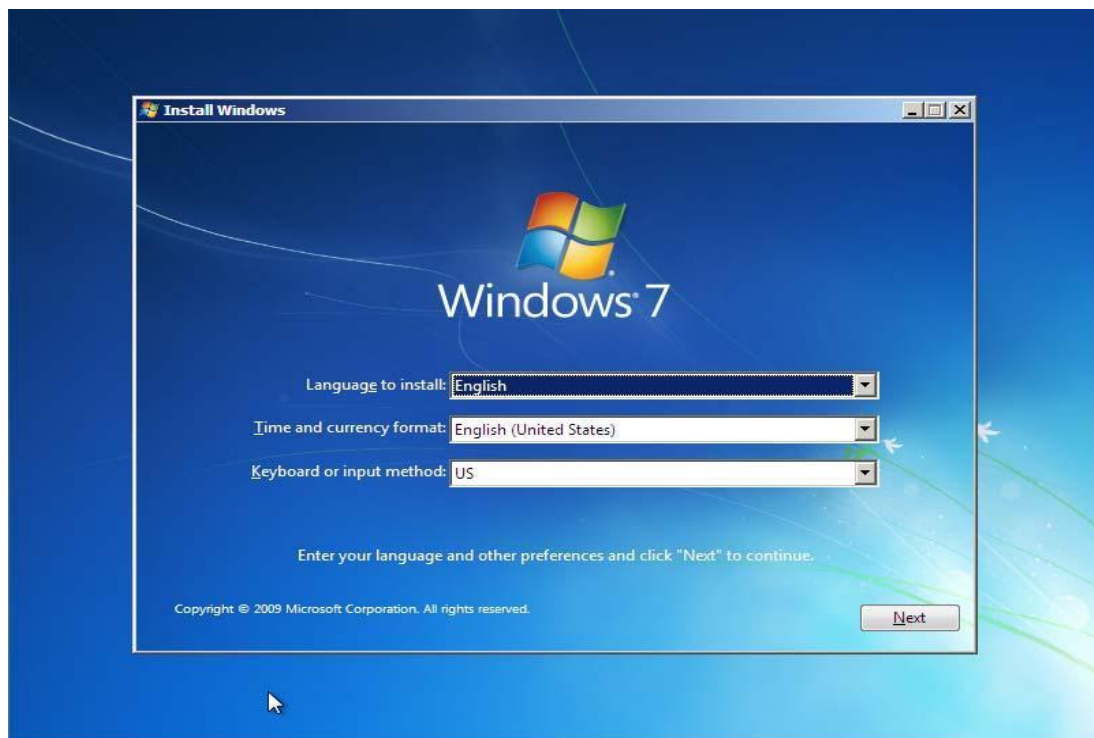 Install Windows
Windows® 7
Language to install: English
Time and currency format: English (United States)
Keyboard or input method: US
Enter your language and other preferences and click "Next" to continue.
Copyright © 2009 Microsoft Corporation. All rights reserved.
Next